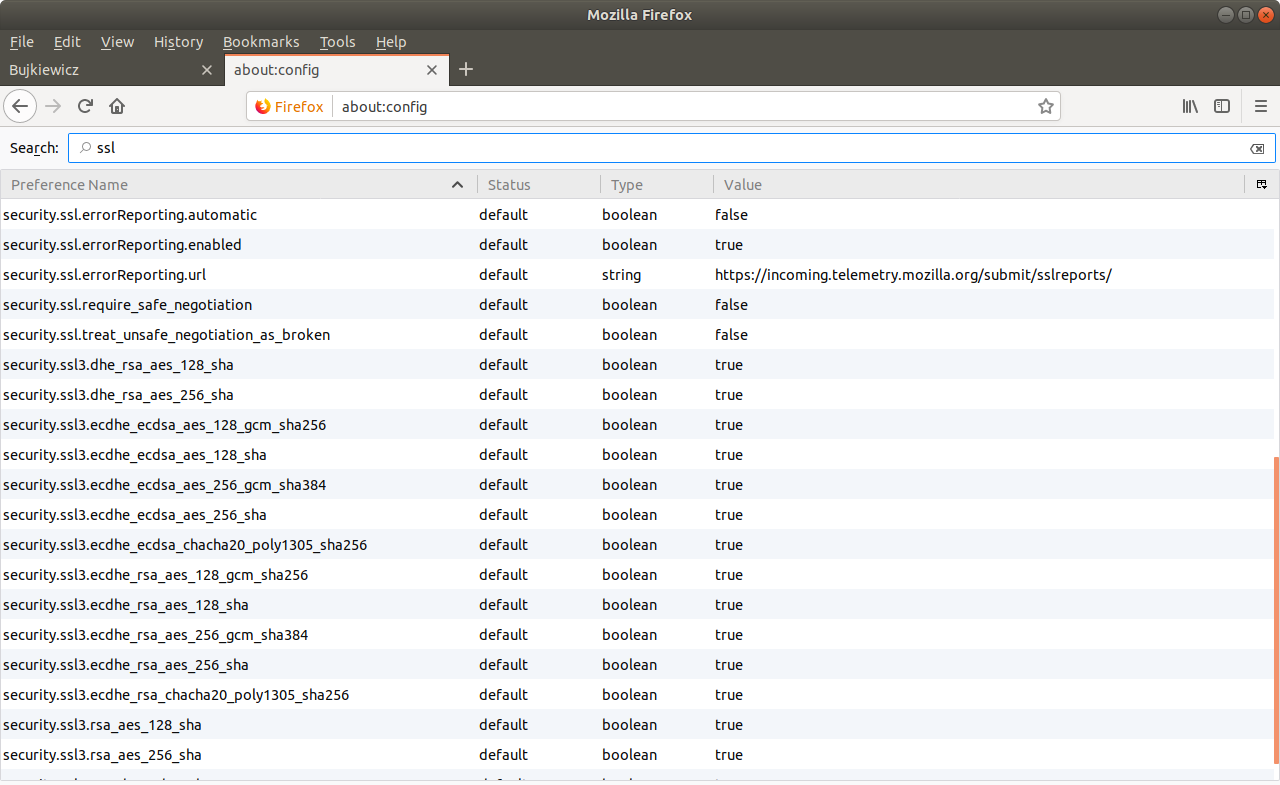 Mozilla Firefox
File Edit View History Bookmarks Tools Help
Bujkiewicz about:config
Firefox about:config
Search: ssl
Preference Name Status Type Value
security.ssl.errorReporting.automatic default boolean false
security.ssl.errorReporting.enabled default boolean true
security.ssl.errorReporting.url default string https://incoming.telemetry.mozilla.org/submit/sslreports/
security.ssl.require_safe_negotiation default boolean false
security.ssl.treat_unsafe_negotiation_as_broken default boolean false
security.ssl3.dhe_rsa_aes_128_sha default boolean true
security.ssl3.dhe_rsa_aes_256_sha default boolean true
security.ssl3.ecdhe_ecdsa_aes_128_gcm_sha256 default boolean true
security.ssl3.ecdhe_ecdsa_aes_128_sha default boolean true
security.ssl3.ecdhe_ecdsa_aes_256_gcm_sha384 default boolean true
security.ssl3.ecdhe_ecdsa_aes_256_sha default boolean true
security.ssl3.ecdhe_ecdsa_chacha20_poly1305_sha256 default boolean true
security.ssl3.ecdhe_rsa_aes_128_gcm_sha256 default boolean true
security.ssl3.ecdhe_rsa_aes_128_sha default boolean true
security.ssl3.ecdhe_rsa_aes_256_gcm_sha384 default boolean true
security.ssl3.ecdhe_rsa_aes_256_sha default boolean true
security.ssl3.ecdhe_rsa_chacha20_poly1305_sha256 default boolean true
security.ssl3.rsa_aes_128_sha default boolean true
security.ssl3.rsa_aes_256_sha default boolean true